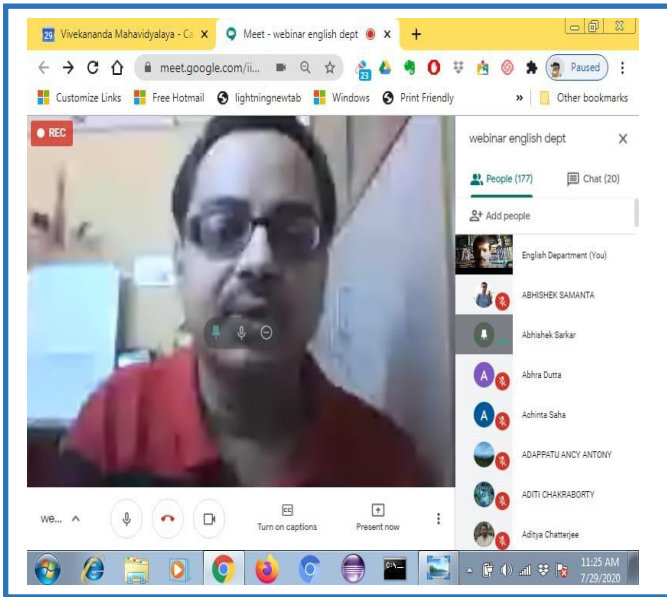 29 Vivekananda Mahavidyalaya - Ca
Meet - webinar english dept
meet.google.com/ii...
23
Paused
Customize Links
Free Hotmail
lightningnewtab
Windows
Print Friendly
»
Other bookmarks
REC
webinar english dept
People (177)
Chat (20)
Add people
English Department (You)
ABHISHEK SAMANTA
Abhishek Sarkar
A Abhra Dutta
A Achinta Saha
ADAPPATU ANCY ANTONY
ADITI CHAKRABORTY
Aditya Chatterjee
we...
CC
Turn on captions
Present now
C:\_
11:25 AM
7/29/2020